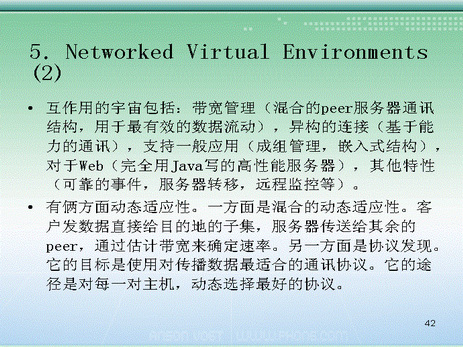 5. Networked Virtual Environments
(2)
• 互作用的宇宙包括：带宽管理（混合的peer服务器通讯
结构，用于最有效的数据流动），异构的连接（基于能
力的通讯），支持一般应用（成组管理，嵌入式结构），
对于Web（完全用Java写的高性能服务器），其他特性
（可靠的事件，服务器转移，远程监控等）。
• 有俩方面动态适应性。一方面是混合的动态适应性。客
户发数据直接给目的地的子集，服务器传送给其余的
peer，通过估计带宽来确定速率。另一方面是协议发现。
它的目标是使用对传播数据最适合的通讯协议。它的途
径是对每一对主机，动态选择最好的协议。
42